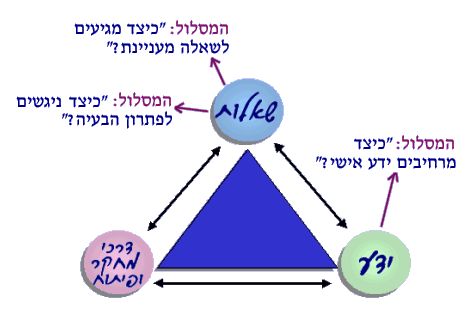 המסלול: "כיצד מגיעים
לשאלה מעניינת?"
המסלול: "כיצד ניגשים
לפתרון הבעיה?"
שאלות
המסלול: "כיצד
מרחיבים ידע אישי?"
ידע
דרכי
מחקר
ופיתוח